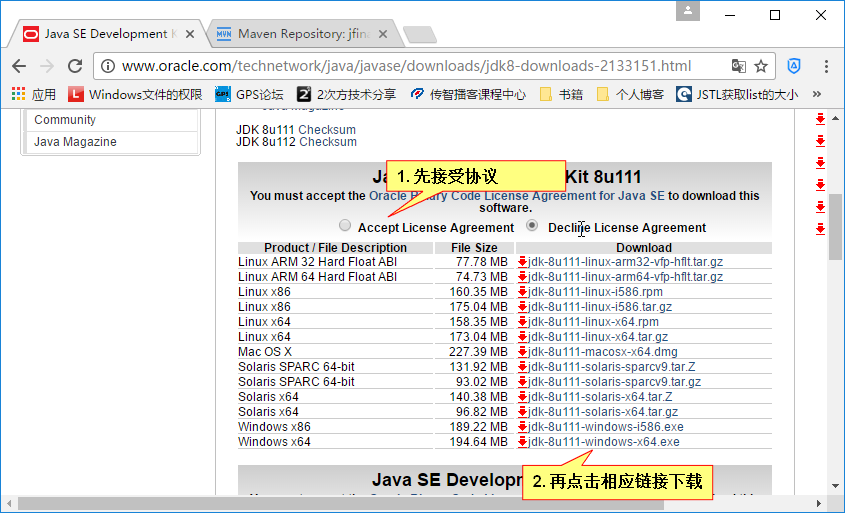 Java SE Development K
Maven Repository: jfin
www.oracle.com/technetwork/java/javase/downloads/jdk8-downloads-2133151.html
应用 Windows文件的权限 GPS论坛 2次方技术分享 传智播客课程中心 书籍 个人博客 JSTL获取list的大小 »
Community
Java Magazine
JDK 8u111 Checksum
JDK 8u112 Checksum
1. 先接受协议
Kit 8u111
You must accept the Oracle Binary Code License Agreement for Java SE to download this
software.
Accept License Agreement Decline License Agreement
Product / File Description File Size Download
Linux ARM 32 Hard Float ABI 77.78 MB jdk-8u111-linux-arm32-vfp-hflt.tar.gz
Linux ARM 64 Hard Float ABI 74.73 MB jdk-8u111-linux-arm64-vfp-hflt.tar.gz
Linux x86 160.35 MB jdk-8u111-linux-i586.rpm
Linux x86 175.04 MB jdk-8u111-linux-i586.tar.gz
Linux x64 158.35 MB jdk-8u111-linux-x64.rpm
Linux x64 173.04 MB jdk-8u111-linux-x64.tar.gz
Mac OS X 227.39 MB jdk-8u111-macosx-x64.dmg
Solaris SPARC 64-bit 131.92 MB jdk-8u111-solaris-sparcv9.tar.Z
Solaris SPARC 64-bit 93.02 MB jdk-8u111-solaris-sparcv9.tar.gz
Solaris x64 140.38 MB jdk-8u111-solaris-x64.tar.Z
Solaris x64 96.82 MB jdk-8u111-solaris-x64.tar.gz
Windows x86 189.22 MB jdk-8u111-windows-i586.exe
Windows x64 194.64 MB jdk-8u111-windows-x64.exe
Java SE Develop
2. 再点击相应链接下载